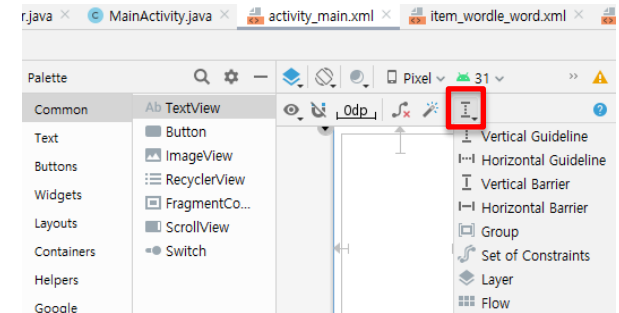 r.java MainActivity.java activity_main.xml item_wordle_word.xml
Palette Pixel 31
Common Ab TextView 0dp
Text Button Vertical Guideline
Buttons ImageView Horizontal Guideline
Widgets RecyclerView Vertical Barrier
Layouts FragmentCo... Horizontal Barrier
Containers ScrollView Group
Helpers Switch Set of Constraints
Google Layer
Flow